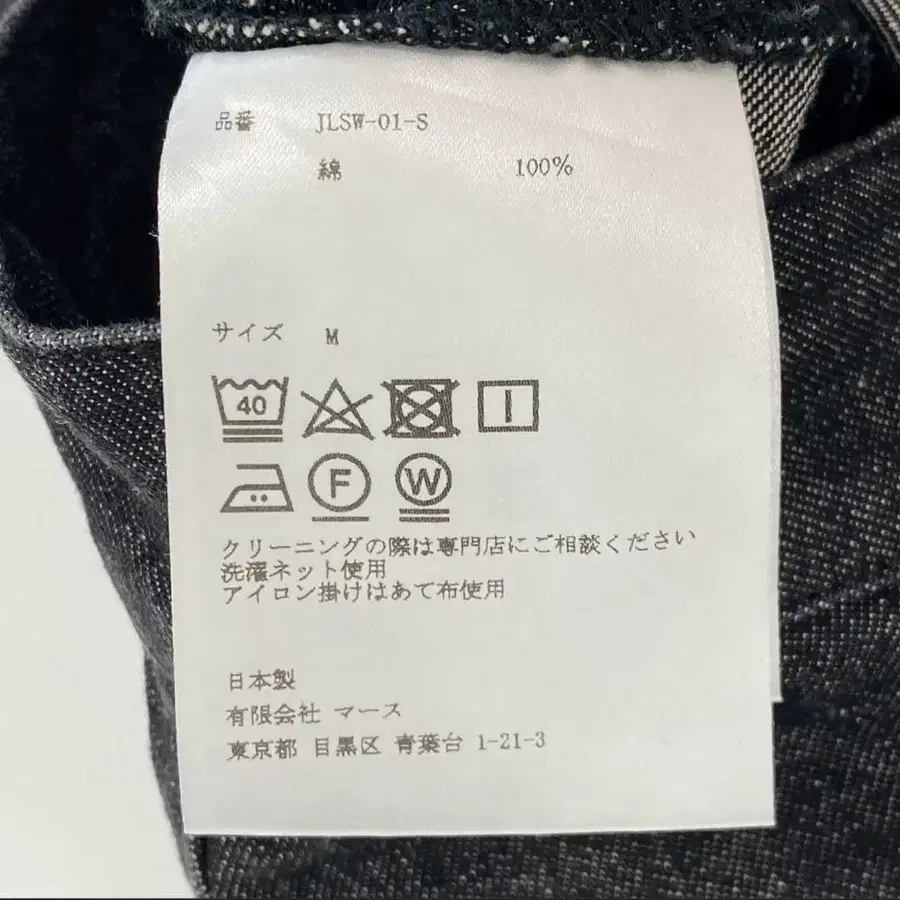 品番 JLSW-01-S
綿 100%
サイズ M
40
F W
クリーニングの際は専門店にご相談ください
洗濯ネット使用
アイロン掛けはあて布使用
日本製
有限会社 マース
東京都 目黒区 青葉台 1-21-3